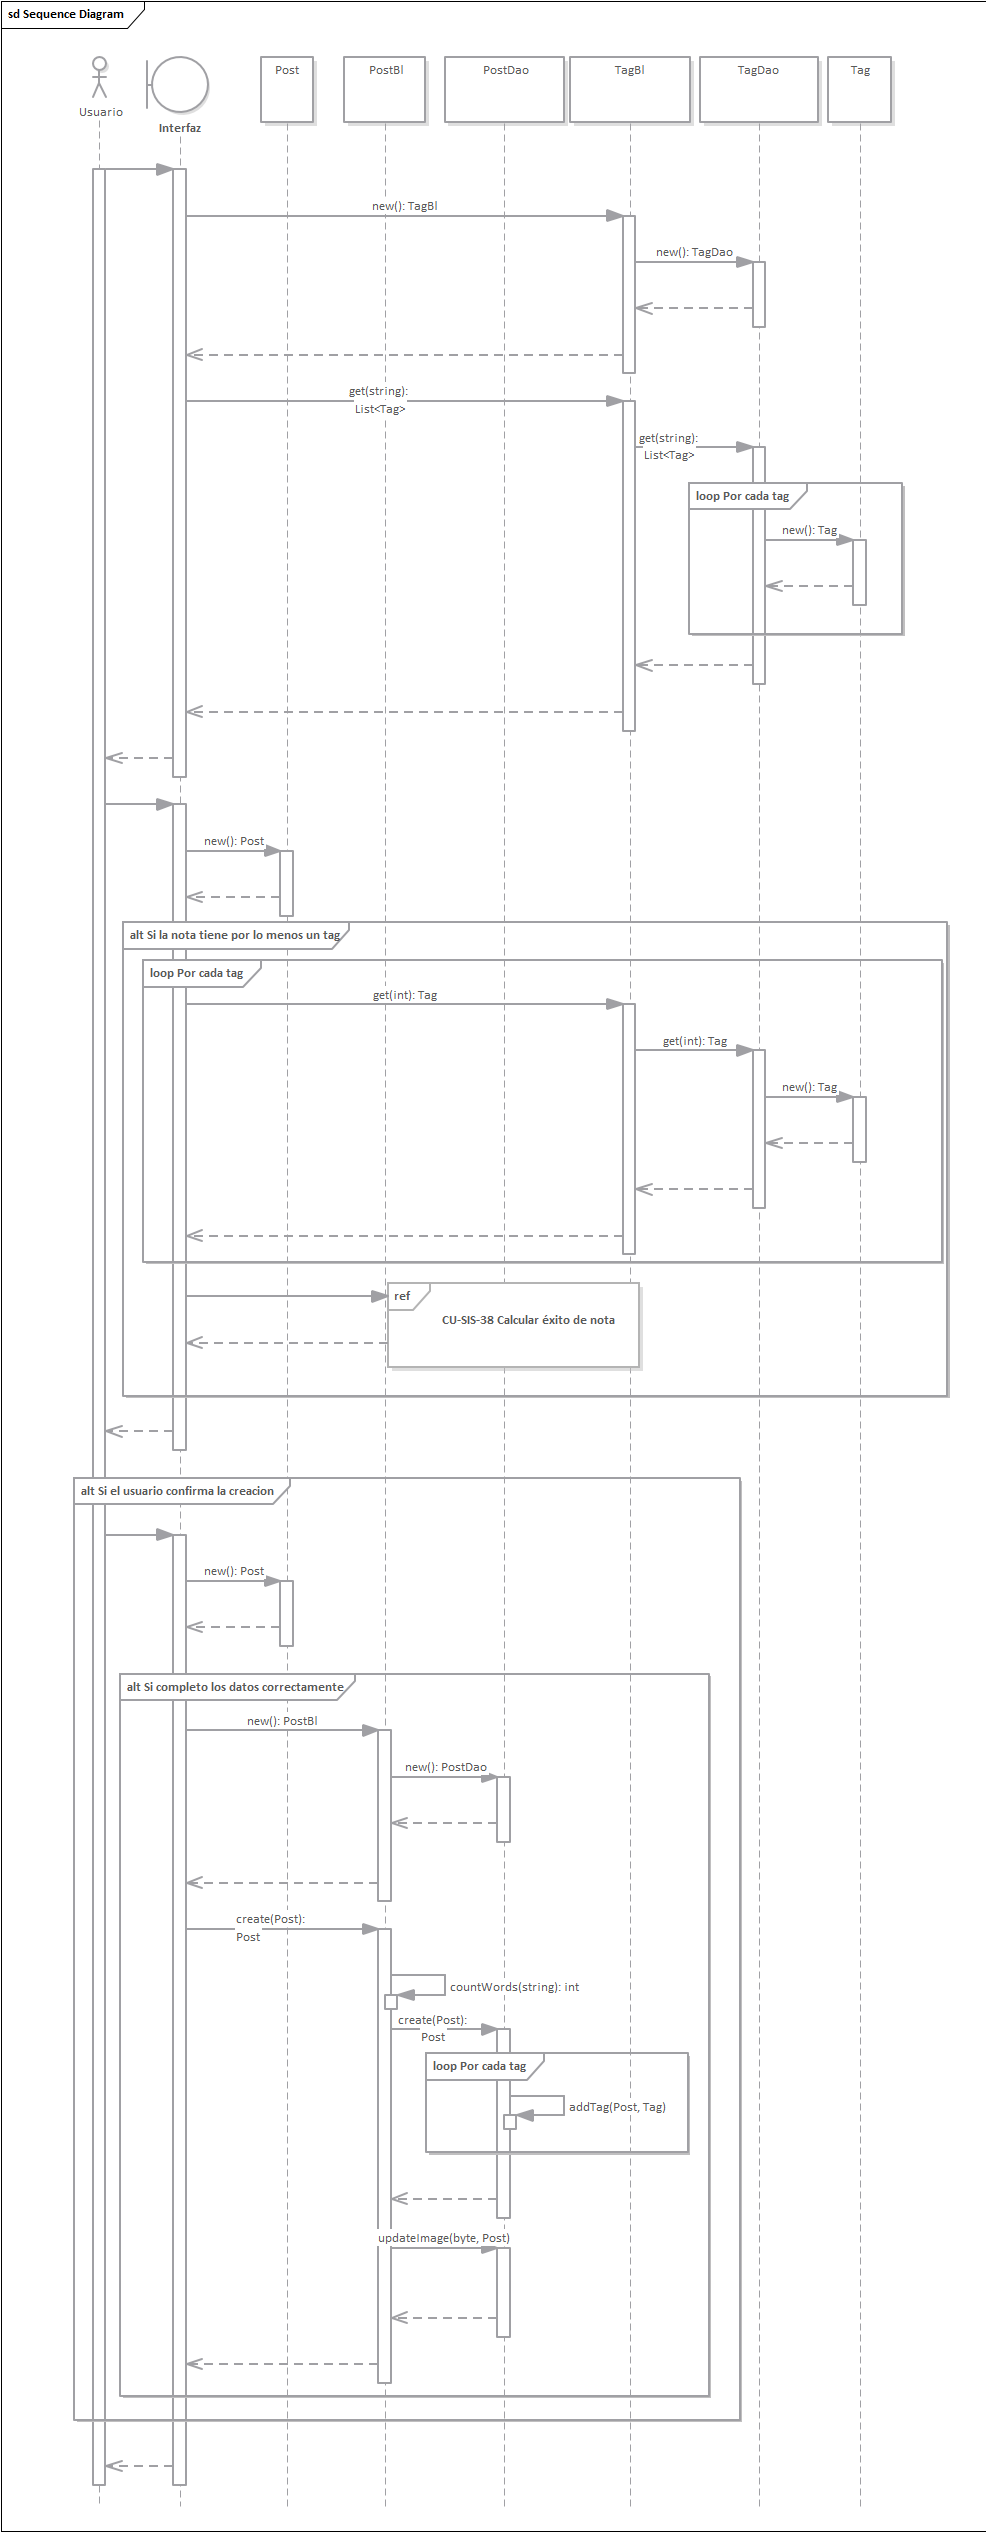 sd Sequence Diagram
Usuario
Interfaz
Post
PostBl
PostDao
TagBl
TagDao
Tag
new(): TagBl
new(): TagDao
get(string):
List<Tag>
get(string):
List<Tag>
loop Por cada tag
new(): Tag
new(): Post
alt Si la nota tiene por lo menos un tag
loop Por cada tag
get(int): Tag
get(int): Tag
new(): Tag
ref
CU-SIS-38 Calcular éxito de nota
alt Si el usuario confirma la creacion
new(): Post
alt Si completo los datos correctamente
new(): PostBl
new(): PostDao
create(Post):
Post
countWords(string): int
create(Post):
Post
loop Por cada tag
addTag(Post, Tag)
updateImage(byte, Post)